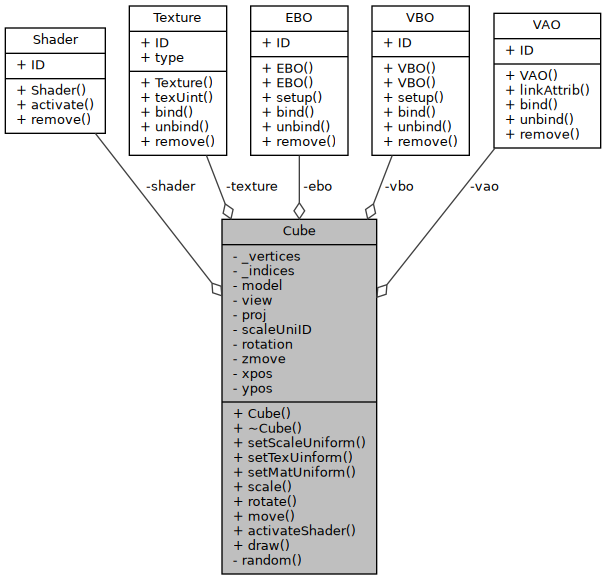 Shader
+ ID
+ Shader()
+ activate()
+ remove()
Texture
+ ID
+ type
+ Texture()
+ texUint()
+ bind()
+ unbind()
+ remove()
EBO
+ ID
+ EBO()
+ EBO()
+ setup()
+ bind()
+ unbind()
+ remove()
VBO
+ ID
+ VBO()
+ VBO()
+ setup()
+ bind()
+ unbind()
+ remove()
VAO
+ ID
+ VAO()
+ linkAttrib()
+ bind()
+ unbind()
+ remove()
-shader
-texture
-ebo
-vbo
-vao
Cube
- _vertices
- _indices
- model
- view
- proj
- scaleUniID
- rotation
- zmove
- xpos
- ypos
+ Cube()
+ ~Cube()
+ setScaleUniform()
+ setTexUinform()
+ setMatUniform()
+ scale()
+ rotate()
+ move()
+ activateShader()
+ draw()
- random()